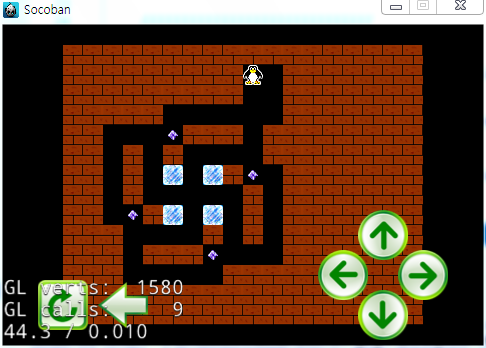 Socoban
GL verts: 1580
GL calls: 9
44.3 / 0.010